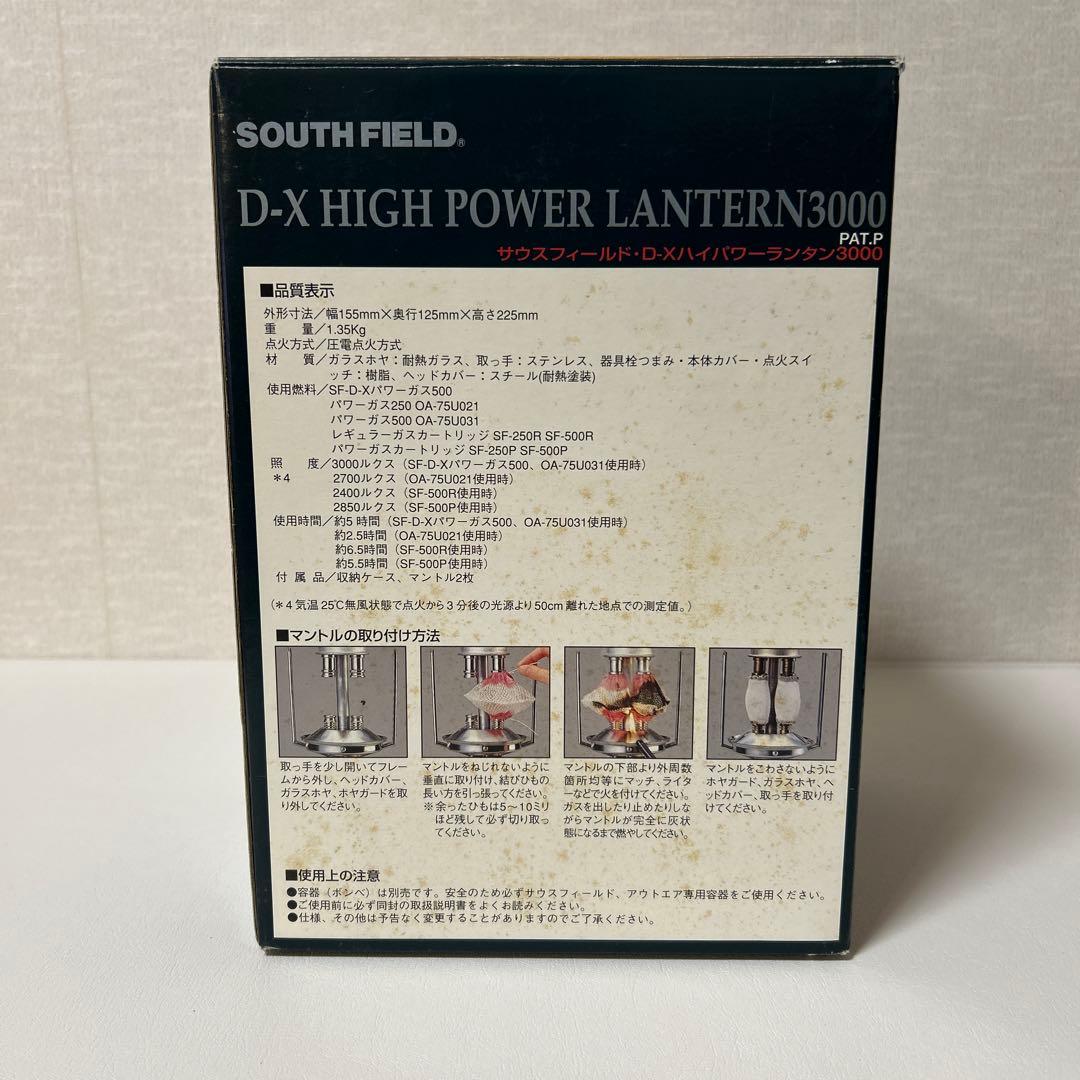 SOUTH FIELD®
D-X HIGH POWER LANTERN3000
PAT.P
サウスフィールド・D-Xハイパワーランタン3000
■品質表示
外形寸法／幅155mm×奥行125mm×高さ225mm
重　量／1.35Kg
点火方式／圧電点火方式
材　質／ガラスホヤ：耐熱ガラス、取っ手：ステンレス、器具栓つまみ・本体カバー・点火スイ
ッチ：樹脂、ヘッドカバー：スチール(耐熱塗装)
使用燃料／SF-D-Xパワーガス500
パワーガス250 OA-75U021
パワーガス500 OA-75U031
レギュラーガスカートリッジ SF-250R SF-500R
パワーガスカートリッジ SF-250P SF-500P
照　度／3000ルクス（SF-D-Xパワーガス500、OA-75U031使用時）
＊4　2700ルクス（OA-75U021使用時）
2400ルクス（SF-500R使用時）
2850ルクス（SF-500P使用時）
使用時間／約5 時間（SF-D-Xパワーガス500、OA-75U031使用時）
約2.5時間（OA-75U021使用時）
約6.5時間（SF-500R使用時）
約5.5時間（SF-500P使用時）
付 属 品／収納ケース、マントル2枚
（＊4 気温25℃無風状態で点火から3分後の光源より50cm離れた地点での測定値。）
■マントルの取り付け方法
取っ手を少し開いてフレー
ムから外し、ヘッドカバー、
ガラスホヤ、ホヤガードを取
り外してください。
マントルをねじれないように
垂直に取り付け、結びひもの
長い方を引っ張ってください。
※余ったひもは5〜10ミリ
ほど残して必ず切り取っ
てください。
マントルの下部より外周数
箇所均等にマッチ、ライタ
ーなどで火を付けてください。
ガスを出したり止めたりしな
がらマントルが完全に灰状
態になるまで燃やしてください。
マントルをこわさないように
ホヤガード、ガラスホヤ、ヘ
ッドカバー、取っ手を取り付
けてください。
■使用上の注意
●容器（ボンベ）は別売です。安全のため必ずサウスフィールド、アウトエア専用容器をご使用ください。
●ご使用前に必ず同封の取扱説明書をよくお読みください。
●仕様、その他は予告なく変更することがありますのでご了承ください。